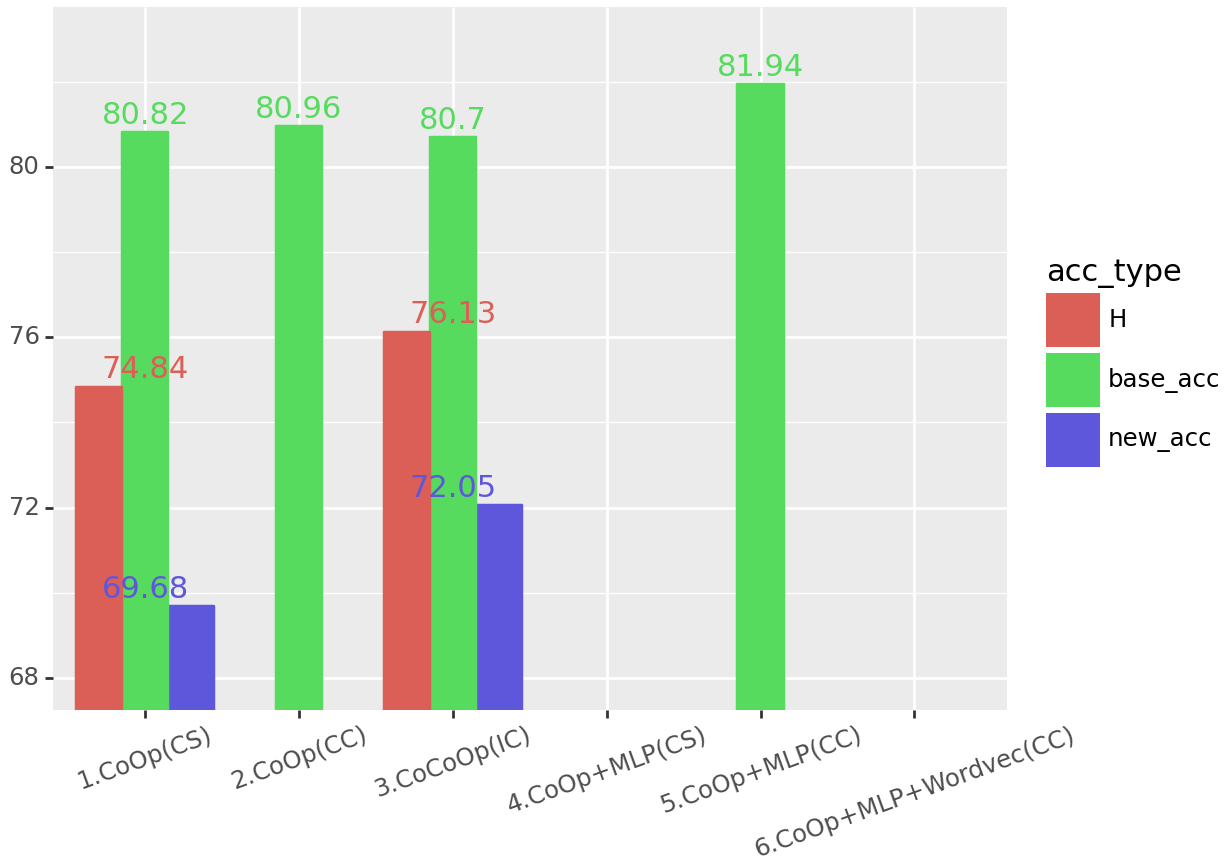 81.94
80.82
80.96
80.7
80
76.13
76
74.84
72.05
72
69.68
68
1.CoOp(CS)
2.CoOp(CC)
3.CoCoOp(IC)
4.CoOp+MLP(CS)
5.CoOp+MLP(CC)
6.CoOp+MLP+Wordvec(CC)
acc_type
H
base_acc
new_acc